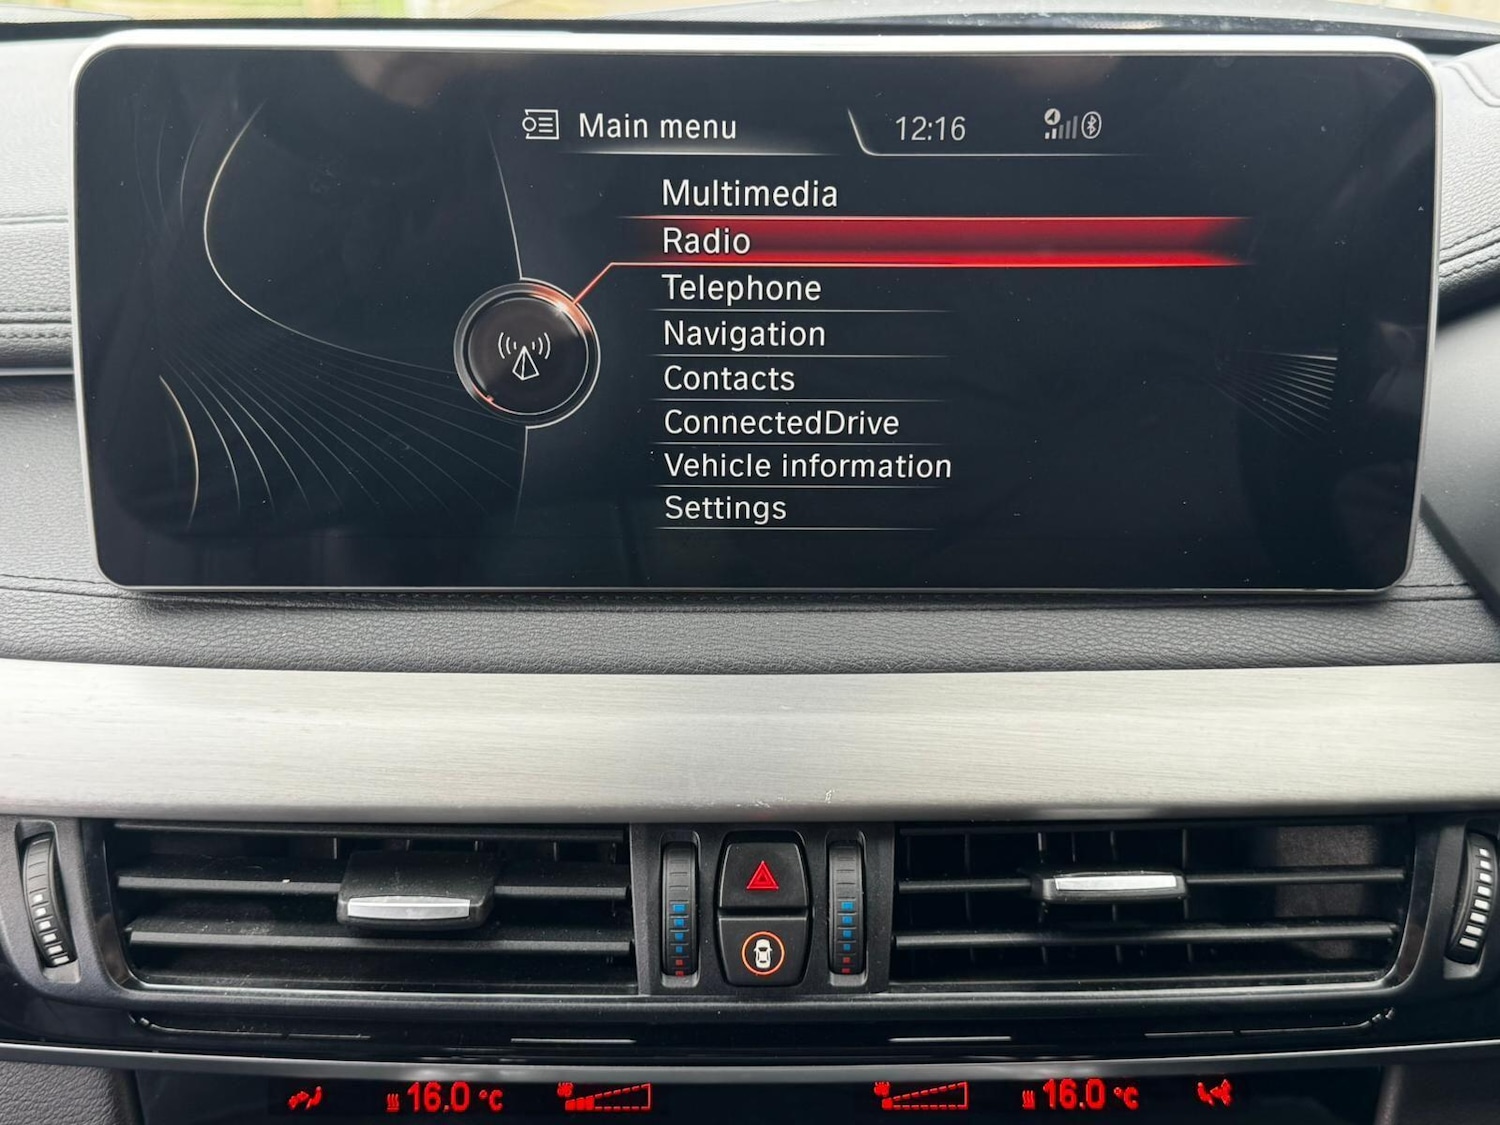 Main menu 12:16
Multimedia
Radio
Telephone
Navigation
Contacts
ConnectedDrive
Vehicle information
Settings
16.0 °C 16.0 °C